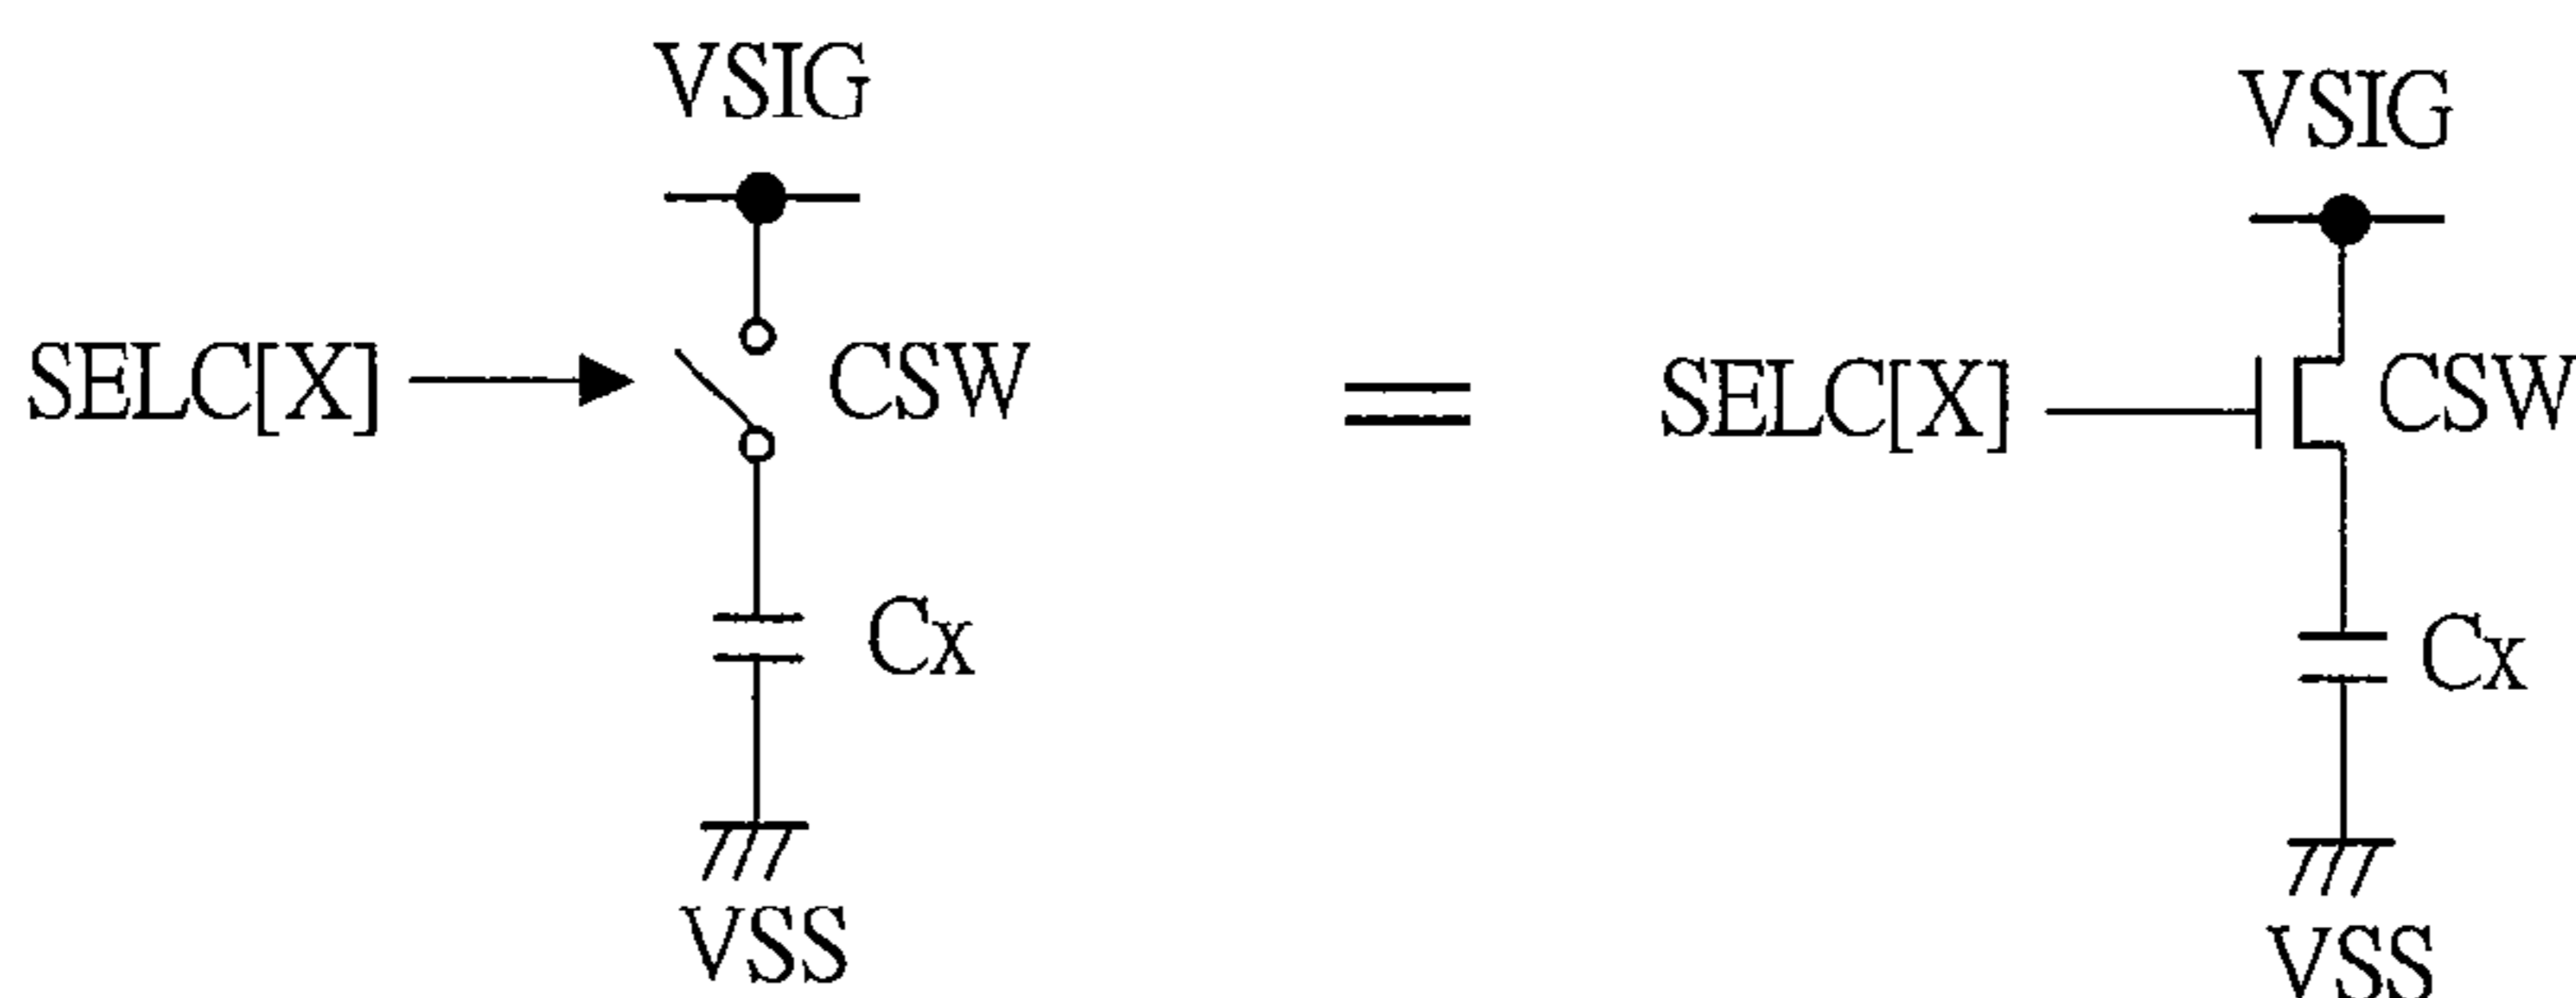 VSIG
SELC[X]
CSW
Cx
VSS
=
VSIG
SELC[X]
CSW
Cx
VSS